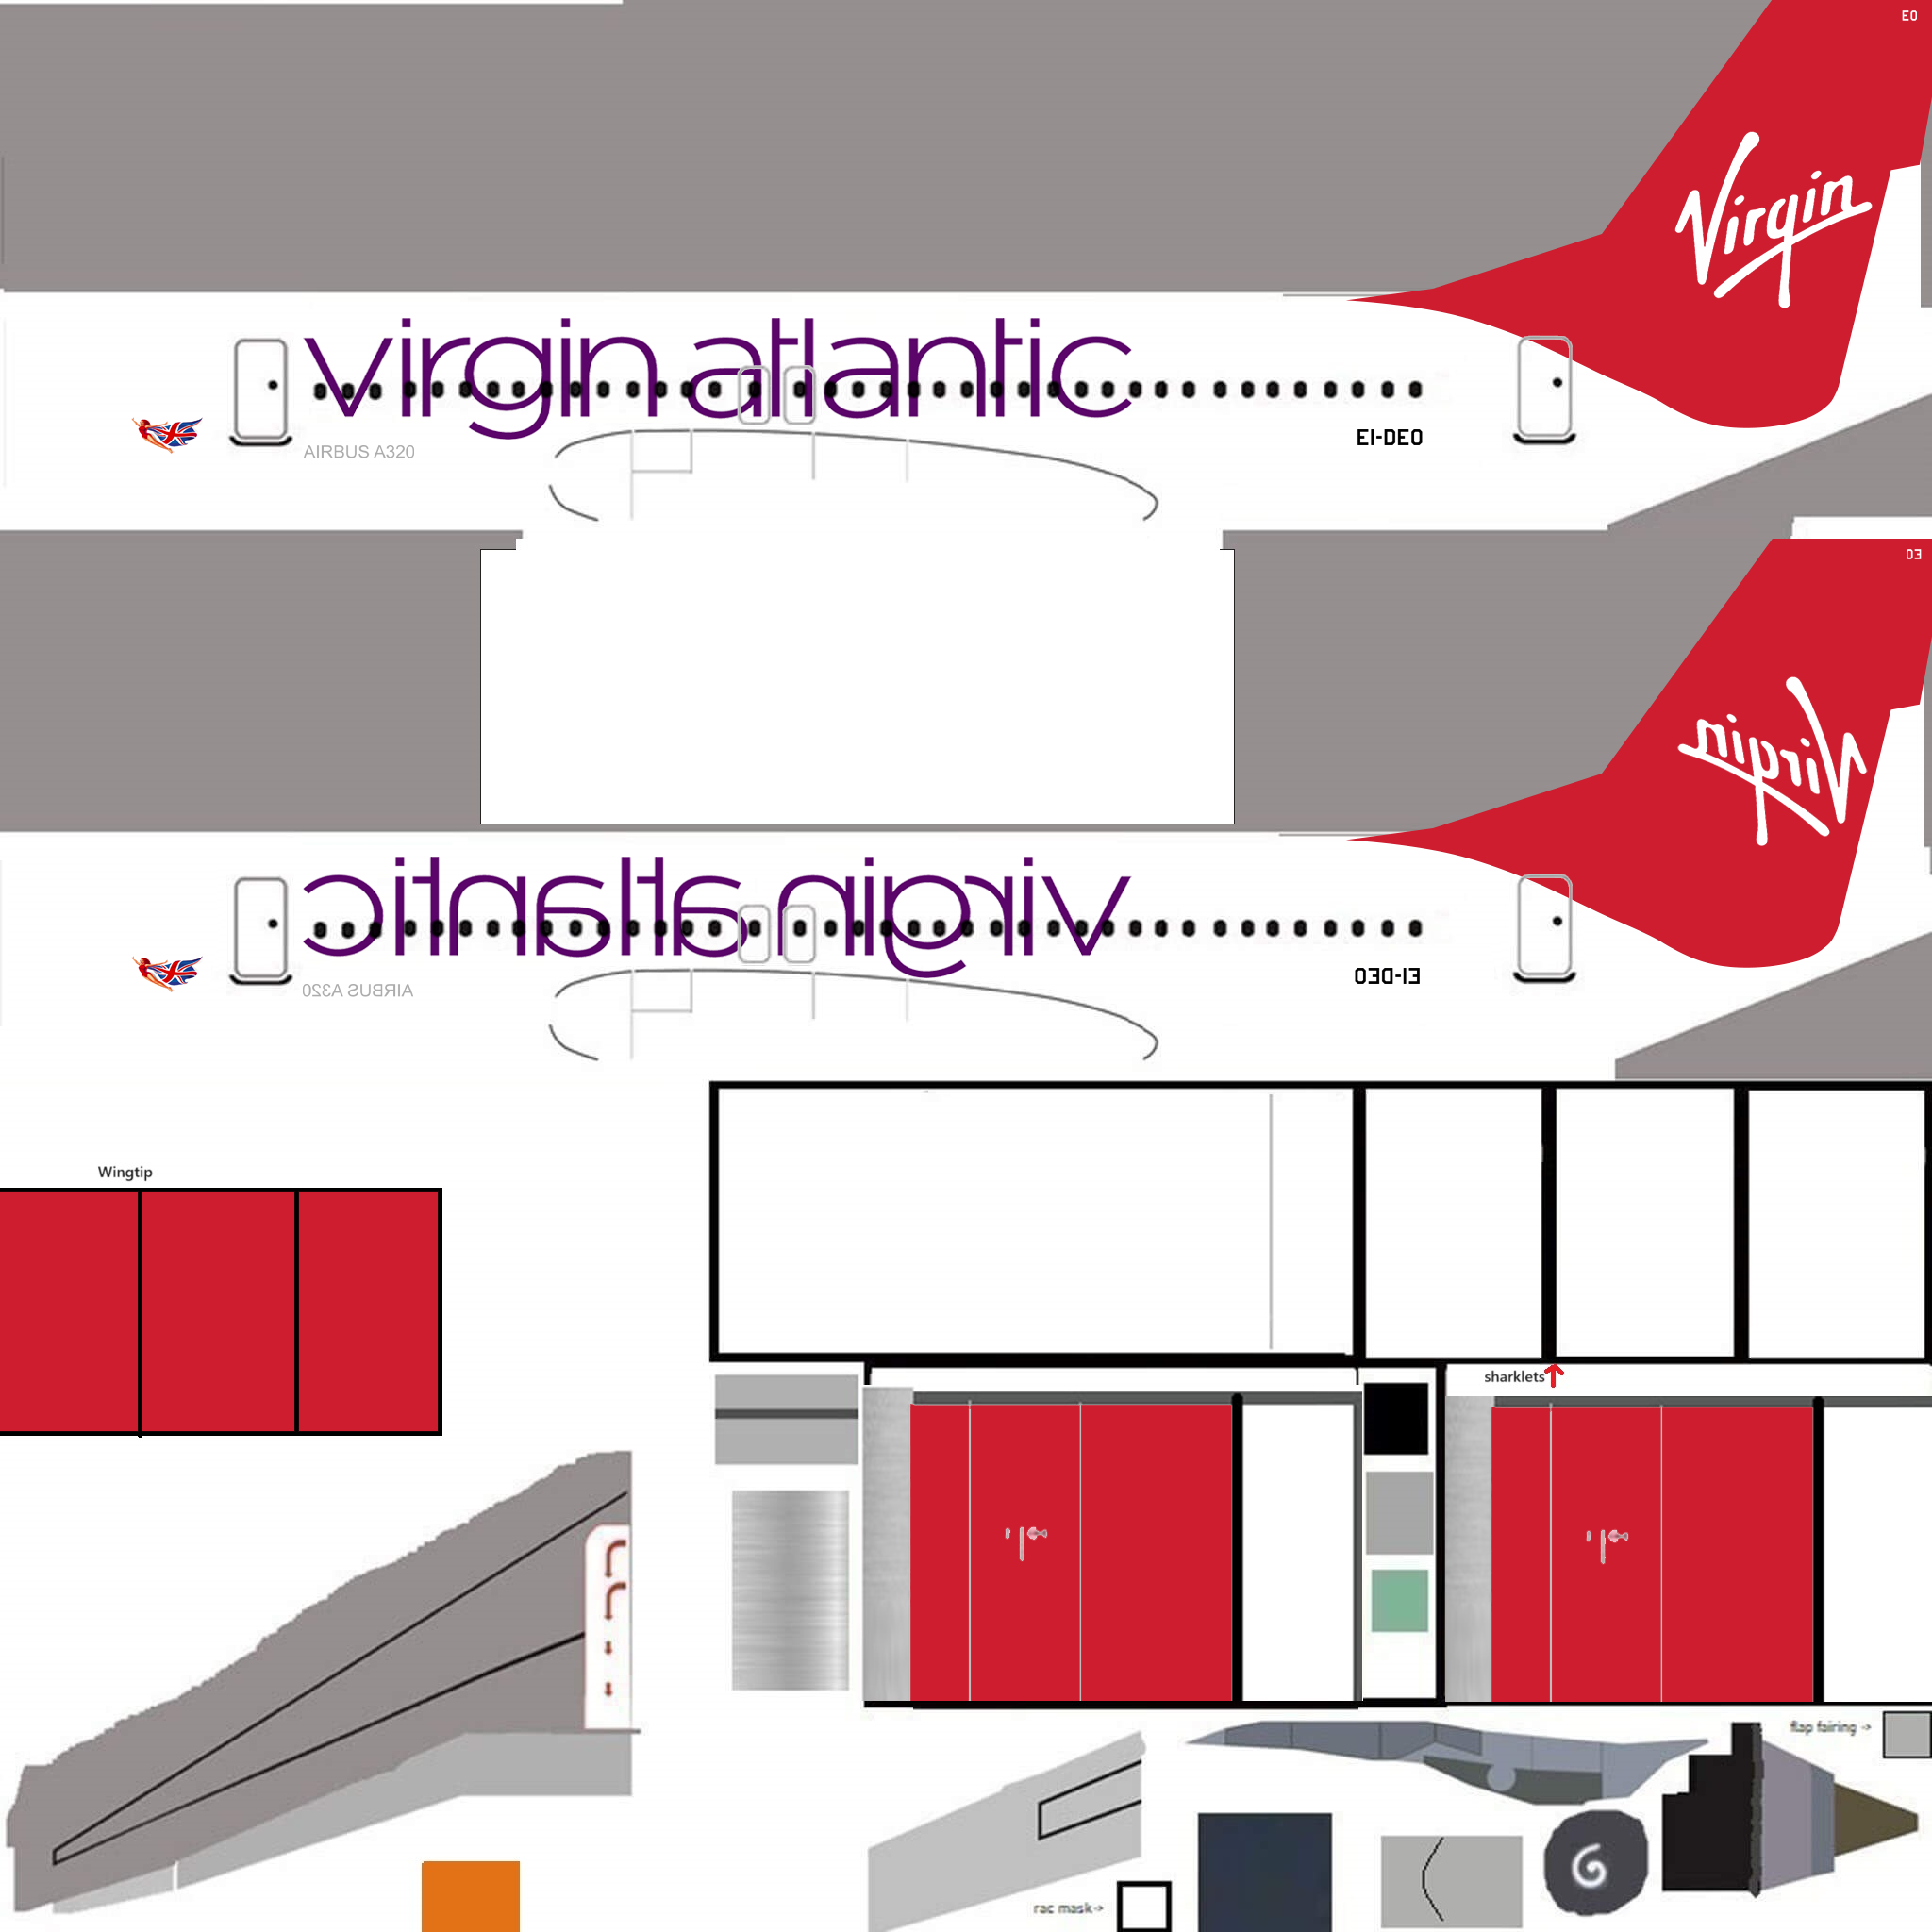 E0
Virgin
virgin atlantic
AIRBUS A320
EI-DEO
E0
Virgin
virgin atlantic
AIRBUS A320
EI-DEO
Wingtip
sharklets
flap fairing ->
rac mask->